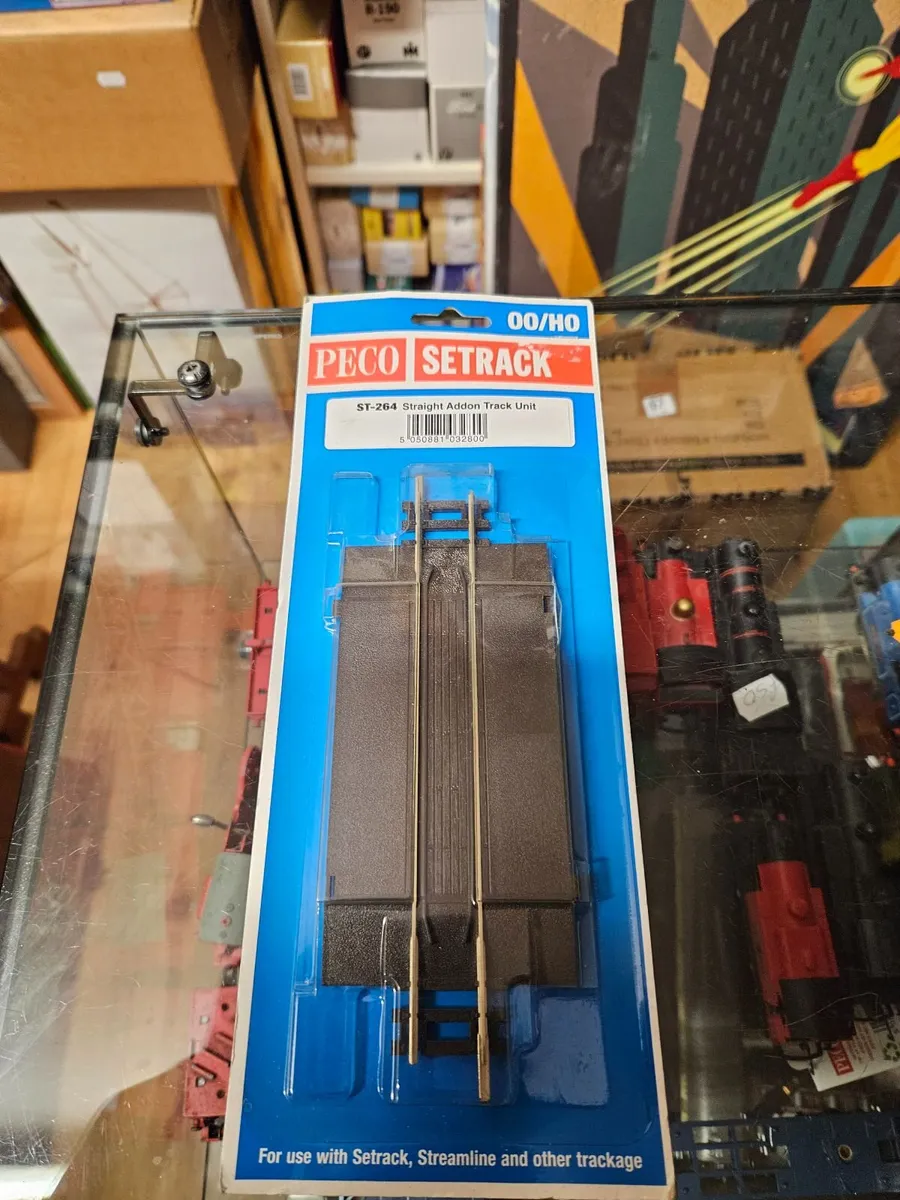 B-150
OO/HO
PECO SETRACK
ST-264 Straight Addon Track Unit
5 050881 032800
For use with Setrack, Streamline and other trackage